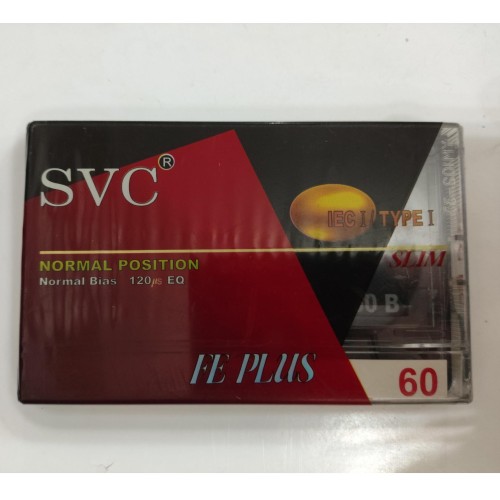 SVC®
IEC I / TYPE I
SLIM
NORMAL POSITION
Normal Bias 120µs EQ
FE PLUS
60